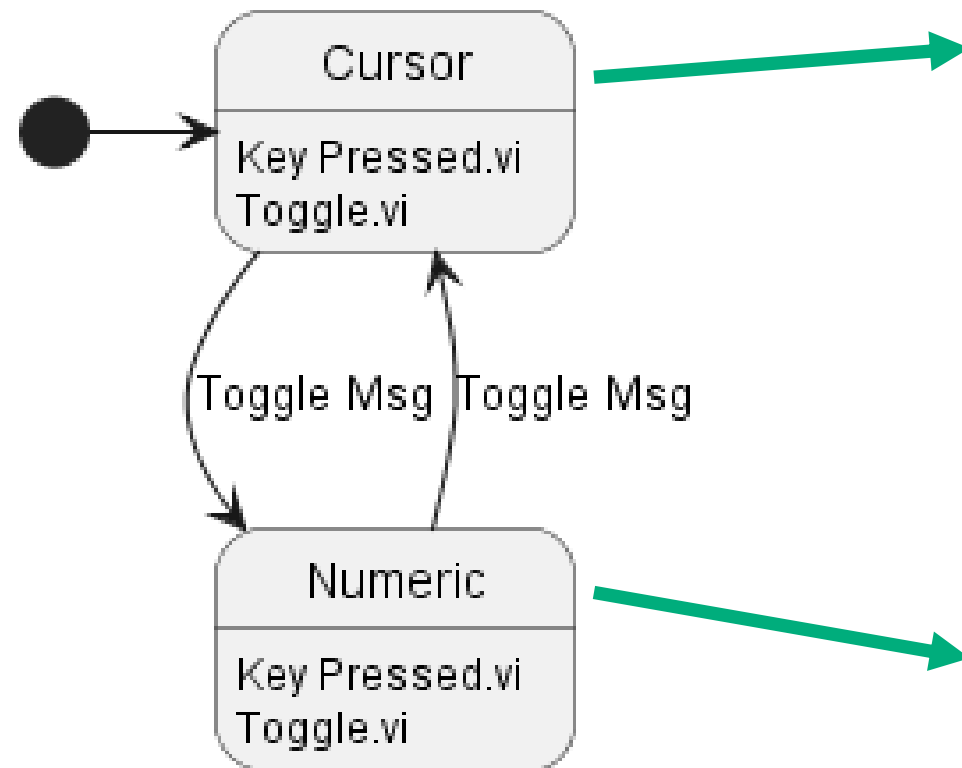 Cursor
Key Pressed.vi
Toggle.vi
Toggle Msg
Toggle Msg
Numeric
Key Pressed.vi
Toggle.vi